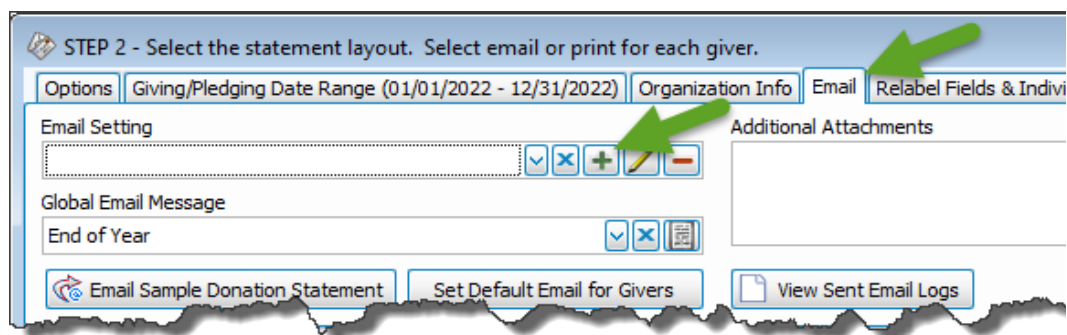 STEP 2 - Select the statement layout. Select email or print for each giver.
Options Giving/Pledging Date Range (01/01/2022 - 12/31/2022) Organization Info Email Relabel Fields & Indivi
Email Setting Additional Attachments
Global Email Message
End of Year
Email Sample Donation Statement Set Default Email for Givers View Sent Email Logs